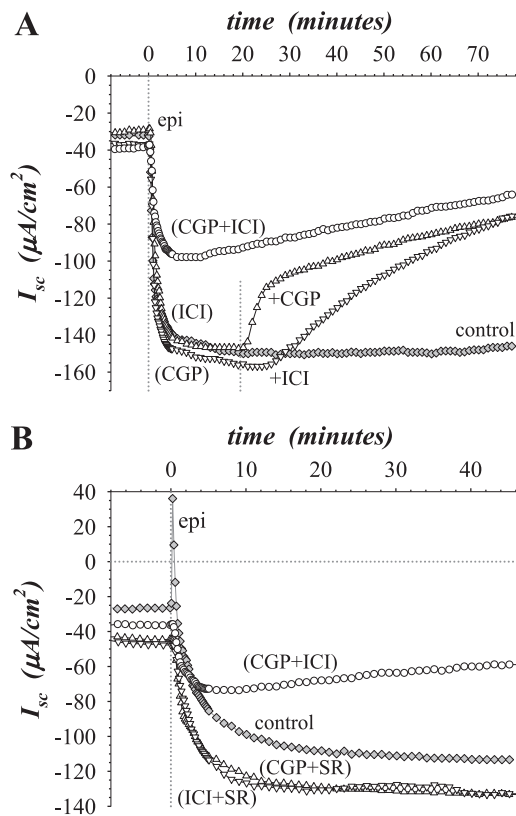 A
time (minutes)
0 10 20 30 40 50 60 70
I_sc (μA/cm²)
0
-20
-40
-60
-80
-100
-120
-140
-160
epi
(CGP+ICI)
(ICI)
+CGP
control
(CGP)
+ICI
B
time (minutes)
0 10 20 30 40
I_sc (μA/cm²)
40
20
0
-20
-40
-60
-80
-100
-120
-140
epi
(CGP+ICI)
control
(CGP+SR)
(ICI+SR)